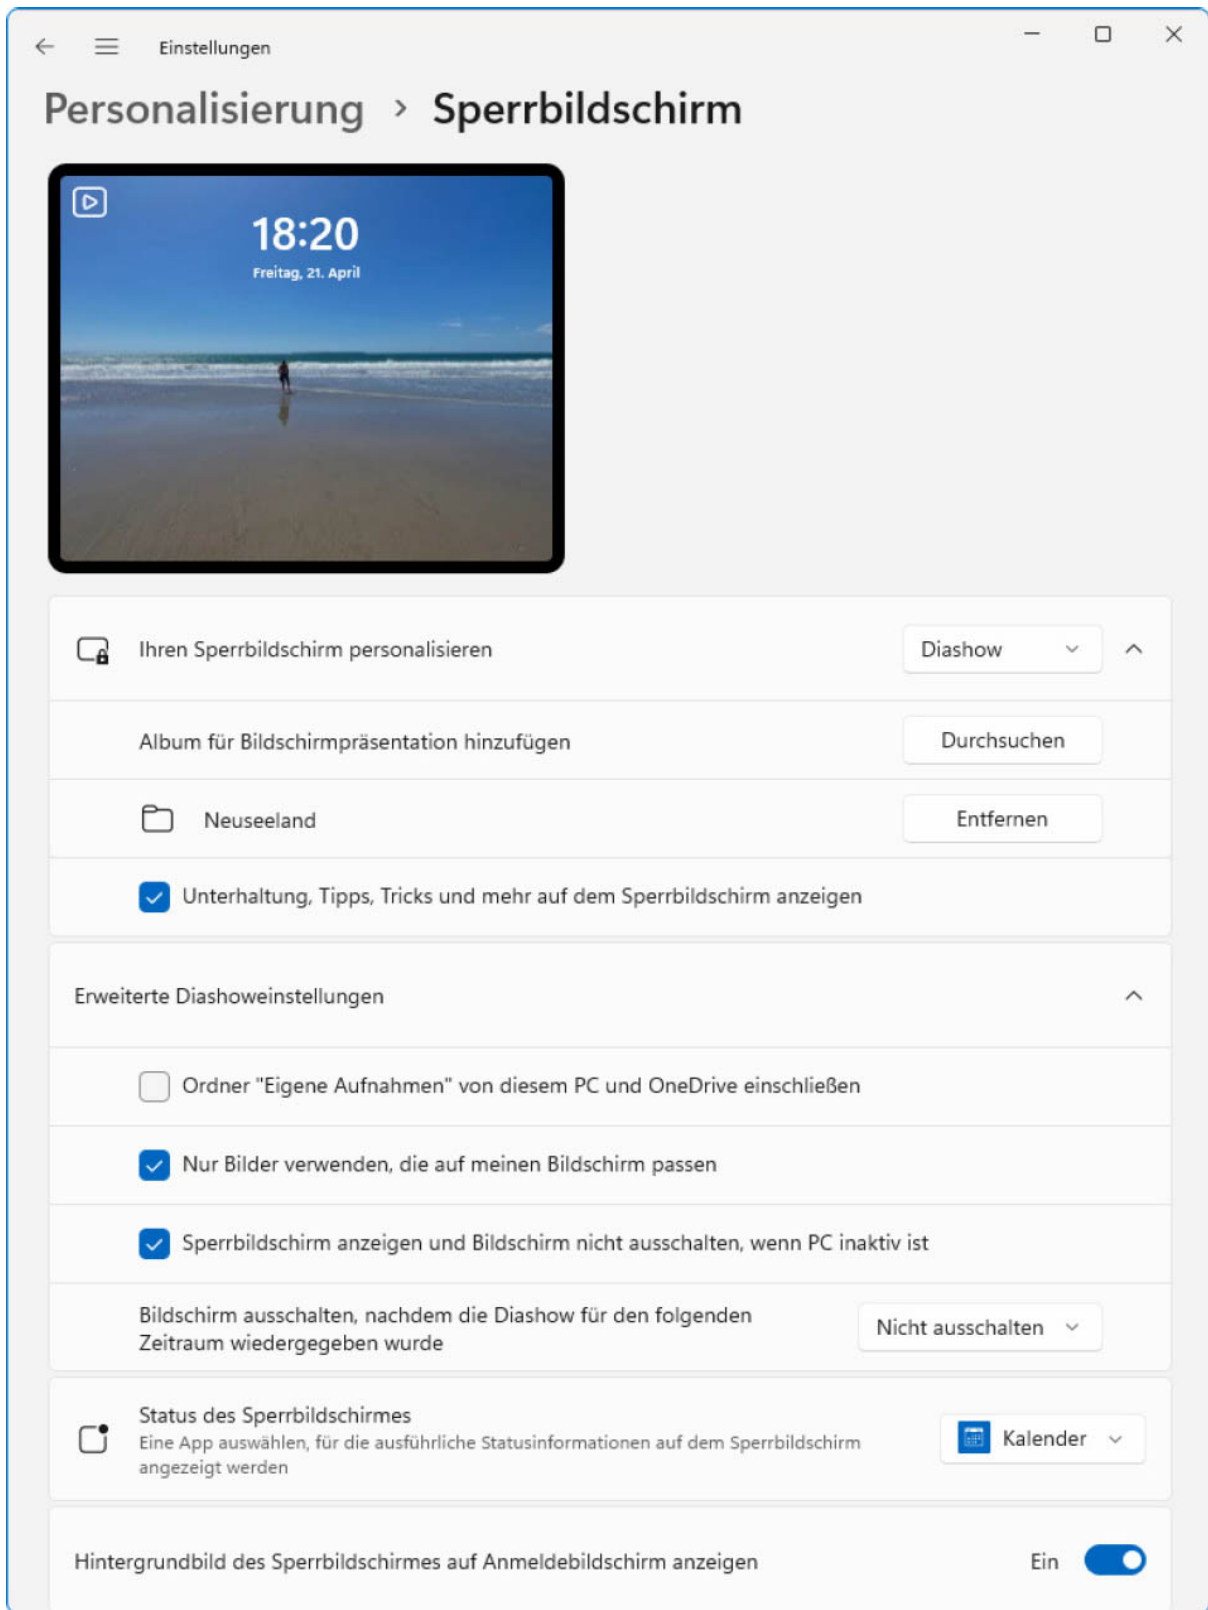 Einstellungen
Personalisierung > Sperrbildschirm
18:20
Freitag, 21. April
Ihren Sperrbildschirm personalisieren
Diashow
Album für Bildschirmpräsentation hinzufügen
Durchsuchen
Neuseeland
Entfernen
Unterhaltung, Tipps, Tricks und mehr auf dem Sperrbildschirm anzeigen
Erweiterte Diashoweinstellungen
Ordner "Eigene Aufnahmen" von diesem PC und OneDrive einschließen
Nur Bilder verwenden, die auf meinen Bildschirm passen
Sperrbildschirm anzeigen und Bildschirm nicht ausschalten, wenn PC inaktiv ist
Bildschirm ausschalten, nachdem die Diashow für den folgenden
Zeitraum wiedergegeben wurde
Nicht ausschalten
Status des Sperrbildschirmes
Eine App auswählen, für die ausführliche Statusinformationen auf dem Sperrbildschirm
angezeigt werden
Kalender
Hintergrundbild des Sperrbildschirmes auf Anmeldebildschirm anzeigen
Ein